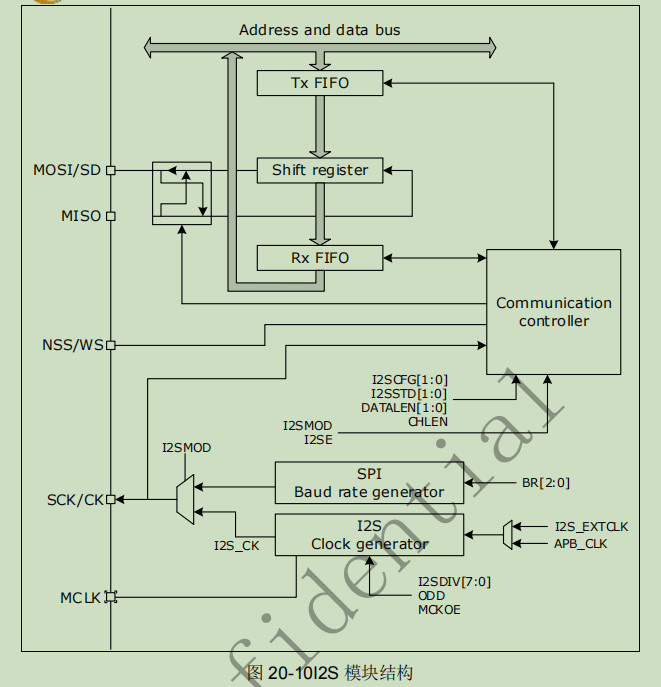 Address and data bus
Tx FIFO
MOSI/SD
Shift register
MISO
Rx FIFO
Communication
controller
NSS/WS
I2SCFG[1:0]
I2SSTD[1:0]
DATALEN[1:0]
CHLEN
I2SMOD
I2SE
I2SMOD
SPI
Baud rate generator
BR[2:0]
SCK/CK
I2S_CK
I2S
Clock generator
I2S_EXTCLK
APB_CLK
MCLK
I2SDIV[7:0]
ODD
MCKOE
fidential
图 20-10I2S 模块结构